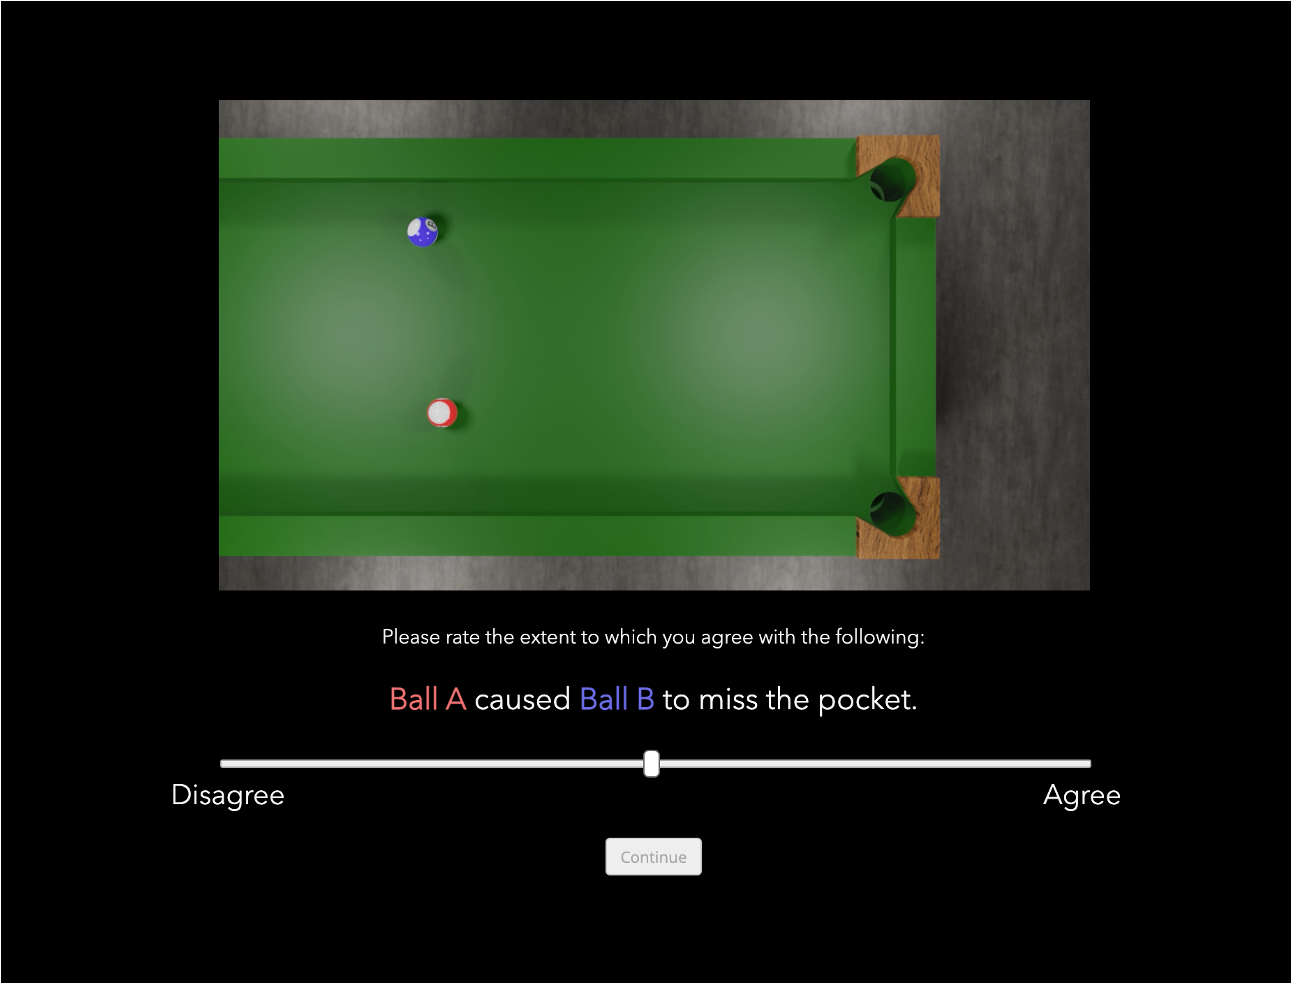 Please rate the extent to which you agree with the following:
Ball A caused Ball B to miss the pocket.
Disagree
Agree
Continue